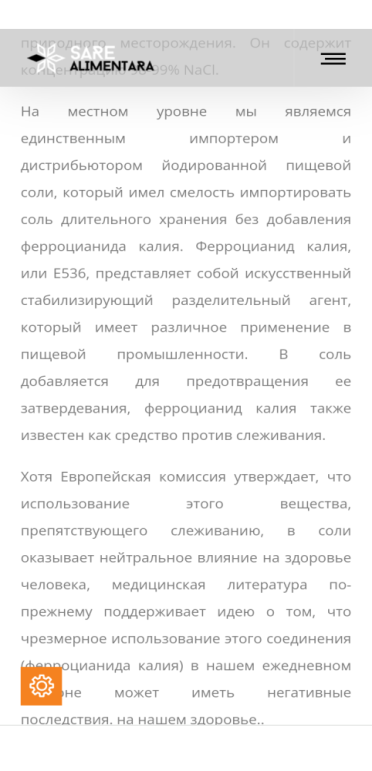 природного месторождения. Он содержит
SARE
ALIMENTARA
концентрацию 98-99% NaCl.
На местном уровне мы являемся
единственным импортером и
дистрибьютором йодированной пищевой
соли, который имел смелость импортировать
соль длительного хранения без добавления
ферроцианида калия. Ферроцианид калия,
или E536, представляет собой искусственный
стабилизирующий разделительный агент,
который имеет различное применение в
пищевой промышленности. В соль
добавляется для предотвращения ее
затвердевания, ферроцианид калия также
известен как средство против слеживания.
Хотя Европейская комиссия утверждает, что
использование этого вещества,
препятствующего слеживанию, в соли
оказывает нейтральное влияние на здоровье
человека, медицинская литература по-
прежнему поддерживает идею о том, что
чрезмерное использование этого соединения
(ферроцианида калия) в нашем ежедневном
может иметь негативные
последствия. на нашем здоровье..